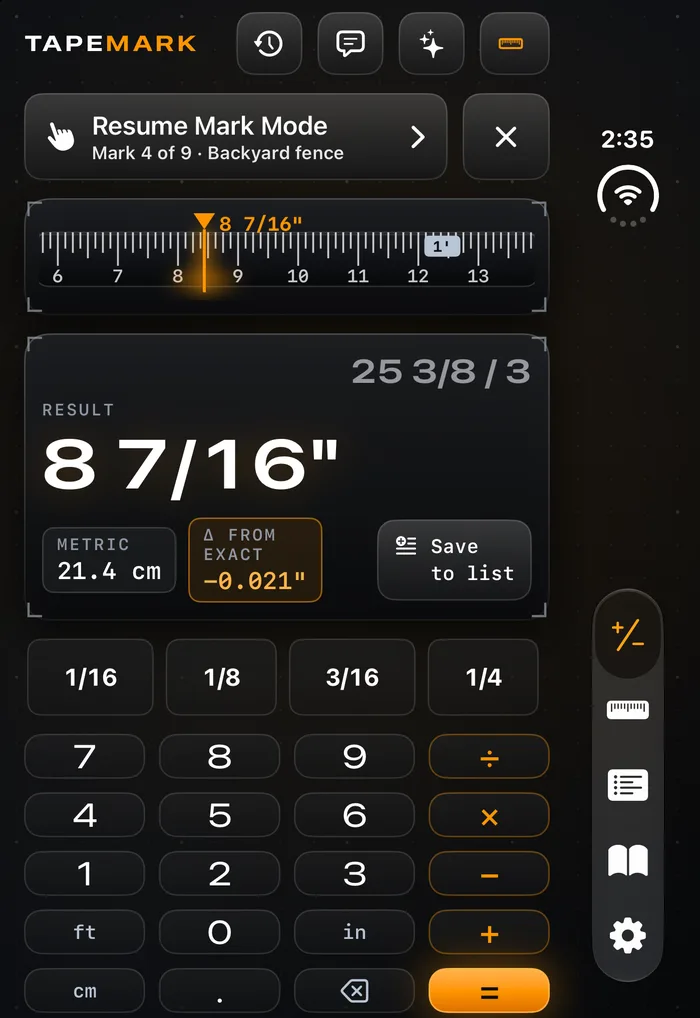 TAPEMARK
Resume Mark Mode
Mark 4 of 9 · Backyard fence
2:35
8 7/16"
1'
6 7 8 9 10 11 12 13
25 3/8 / 3
RESULT
8 7/16"
METRIC
21.4 cm
Δ FROM
EXACT
−0.021"
Save
to list
1/16 1/8 3/16 1/4
7 8 9 ÷
4 5 6 ×
1 2 3 −
ft 0 in +
cm . =
+/−